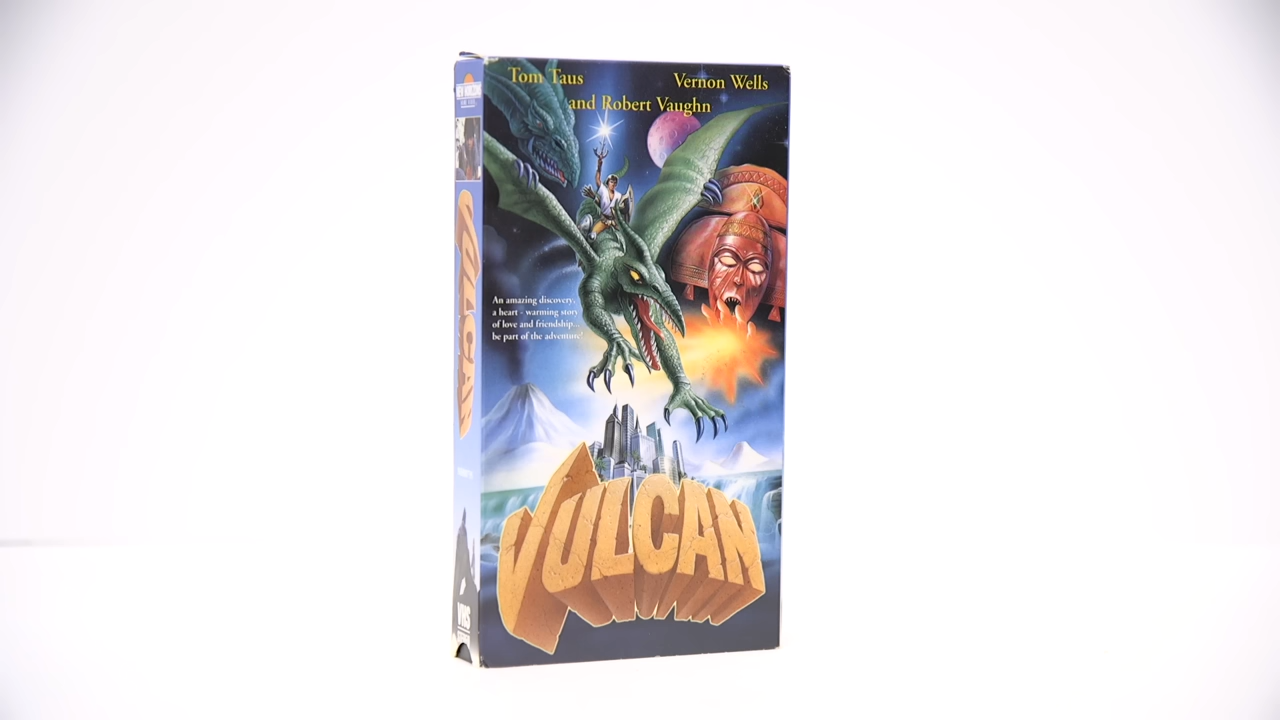 Tom Taus
Vernon Wells
and Robert Vaughn
An amazing discovery,
a heart - warming story
of love and friendship...
be part of the adventure!
VULCAN
VULCAN
VHS